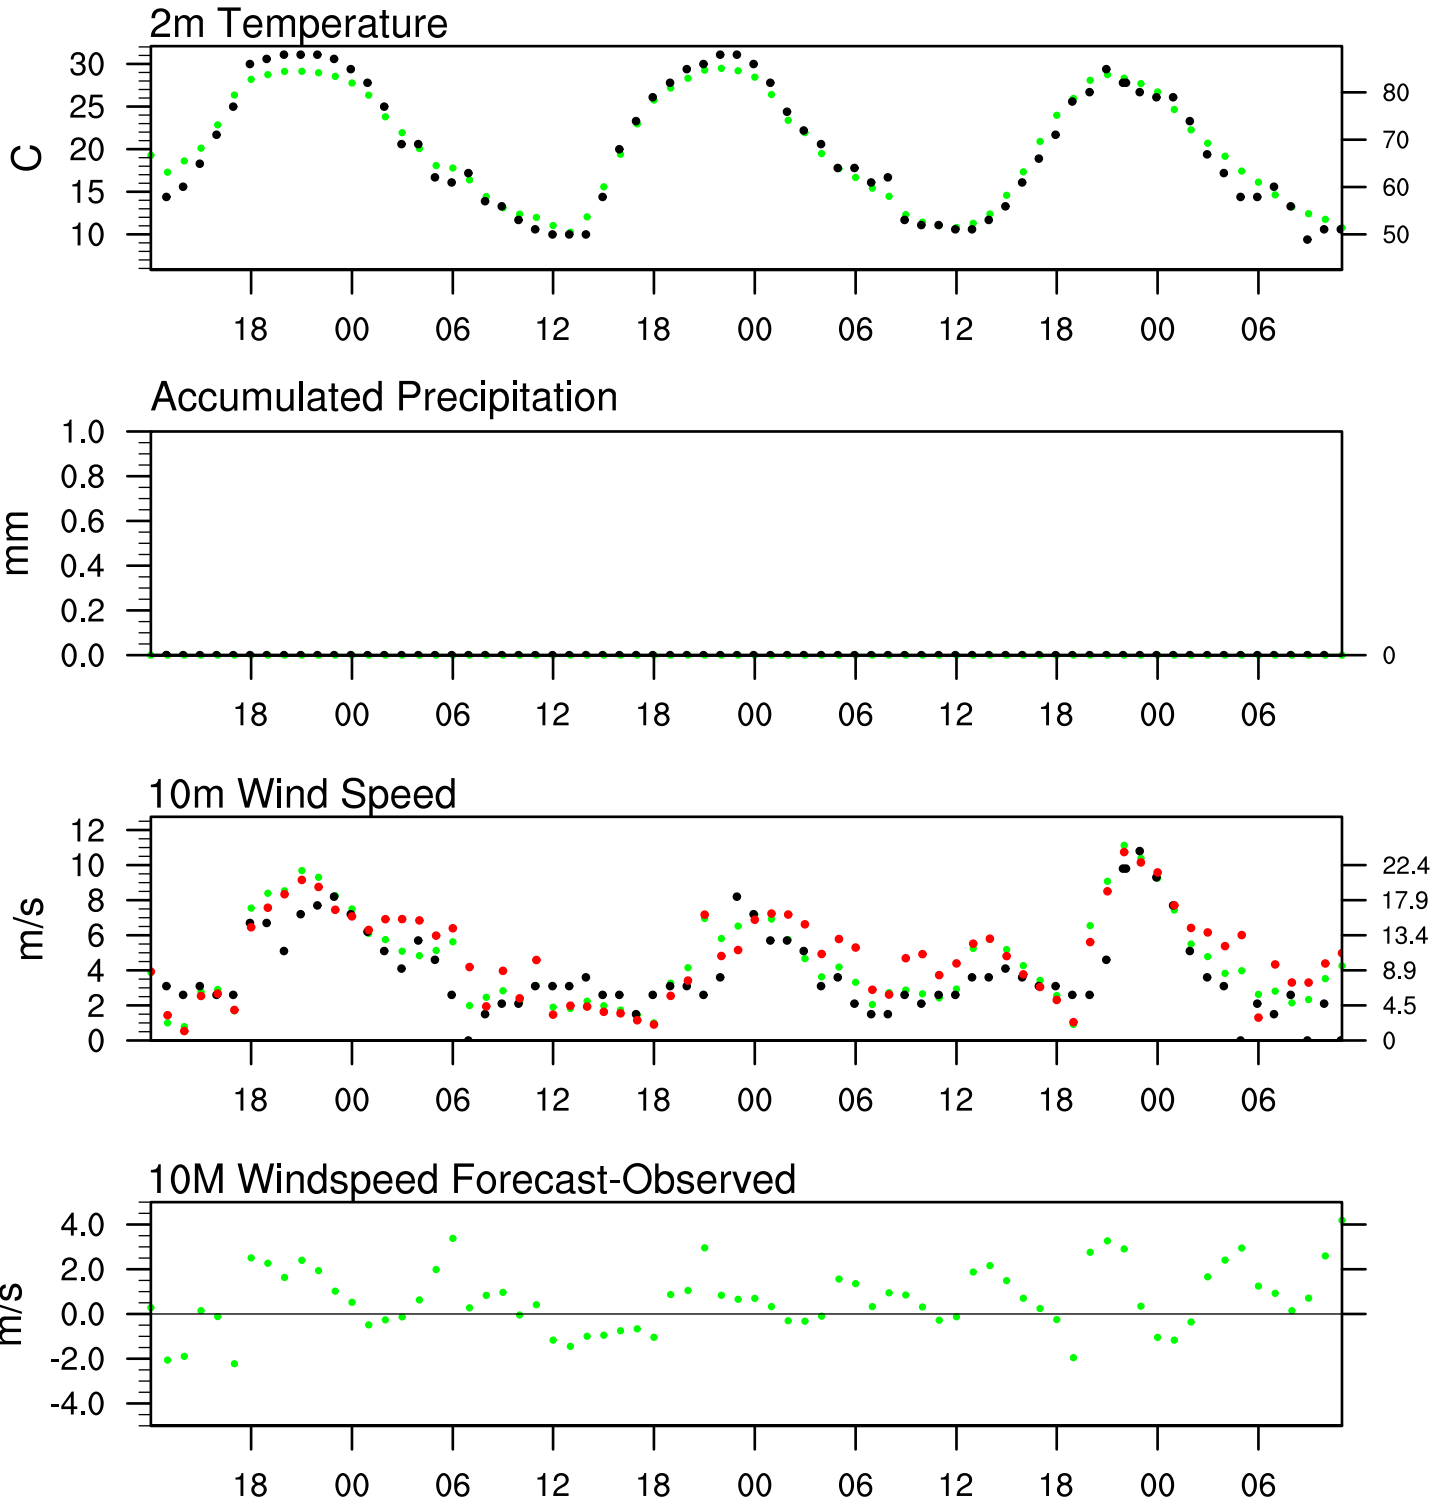 2m Temperature
30
25
20
15
10
C
80
70
60
50
18 00 06 12 18 00 06 12 18 00 06
Accumulated Precipitation
1.0
0.8
0.6
0.4
0.2
0.0
mm
0
18 00 06 12 18 00 06 12 18 00 06
10m Wind Speed
12
10
8
6
4
2
0
m/s
22.4
17.9
13.4
8.9
4.5
0
18 00 06 12 18 00 06 12 18 00 06
10M Windspeed Forecast-Observed
4.0
2.0
0.0
-2.0
-4.0
m/s
18 00 06 12 18 00 06 12 18 00 06